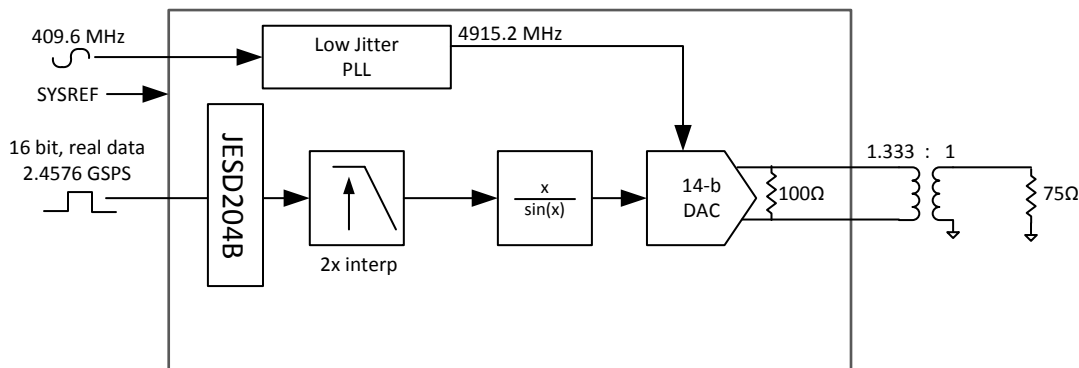 409.6 MHz
SYSREF
16 bit, real data
2.4576 GSPS
Low Jitter
PLL
4915.2 MHz
JESD204B
2x interp
x
sin(x)
14-b
DAC
100Ω
1.333 : 1
75Ω